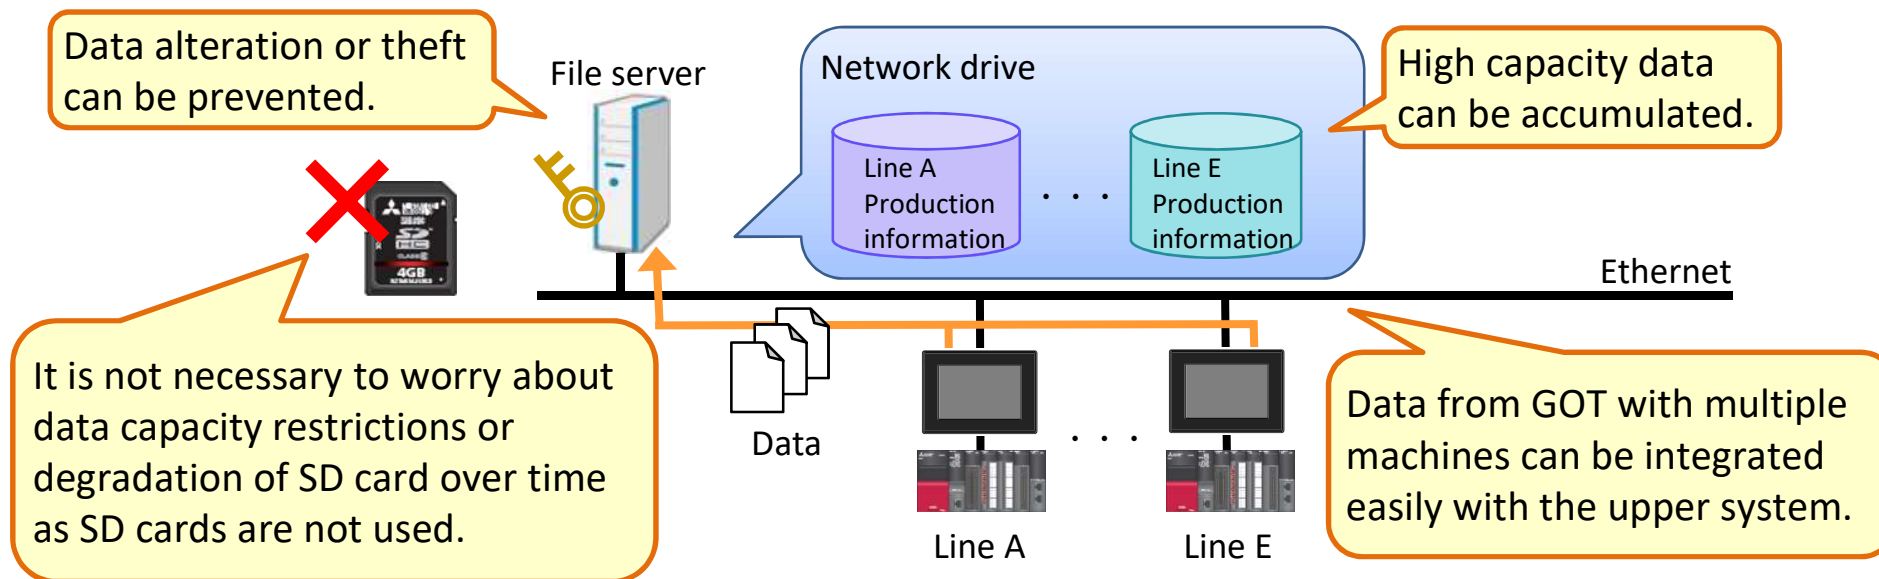 Data alteration or theft
can be prevented.
File server
Network drive
High capacity data
can be accumulated.
Line A
Production
information
. . .
Line E
Production
information
4GB
Ethernet
It is not necessary to worry about
data capacity restrictions or
degradation of SD card over time
as SD cards are not used.
Data
. . .
Data from GOT with multiple
machines can be integrated
easily with the upper system.
Line A
Line E